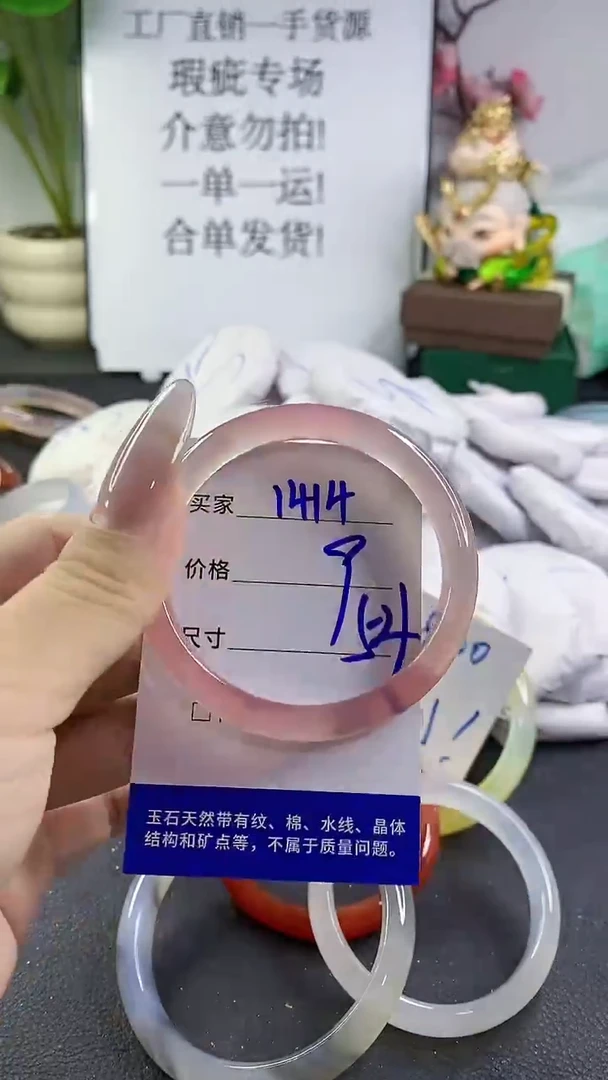 工厂直销一手货源
瑕疵专场
介意勿拍!
一单一运!
合单发货!
买家 1414
价格
尺寸 54
玉石天然带有纹、棉、水线、晶体
结构和矿点等，不属于质量问题。